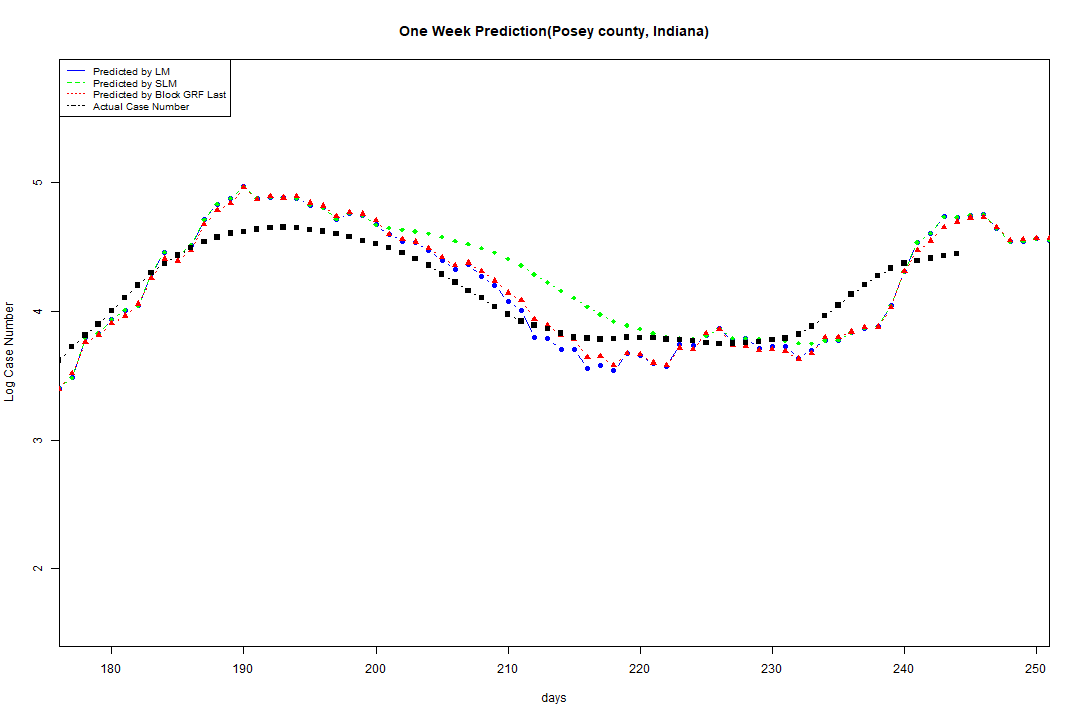 One Week Prediction(Posey county, Indiana)
Predicted by LM
Predicted by SLM
Predicted by Block GRF Last
Actual Case Number
5
4
3
2
Log Case Number
180 190 200 210 220 230 240 250
days